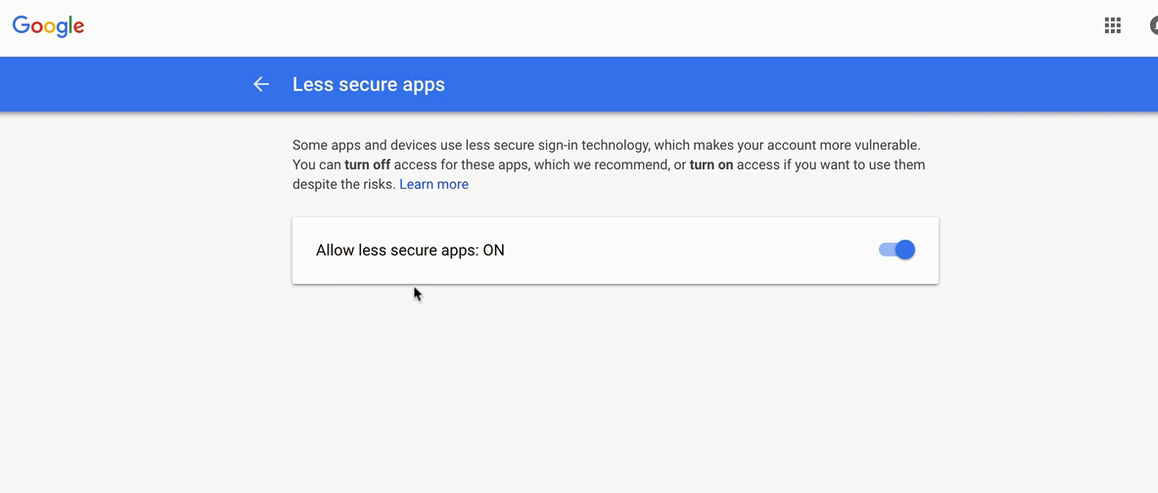 Google
Less secure apps
Some apps and devices use less secure sign-in technology, which makes your account more vulnerable.
You can turn off access for these apps, which we recommend, or turn on access if you want to use them
despite the risks. Learn more
Allow less secure apps: ON